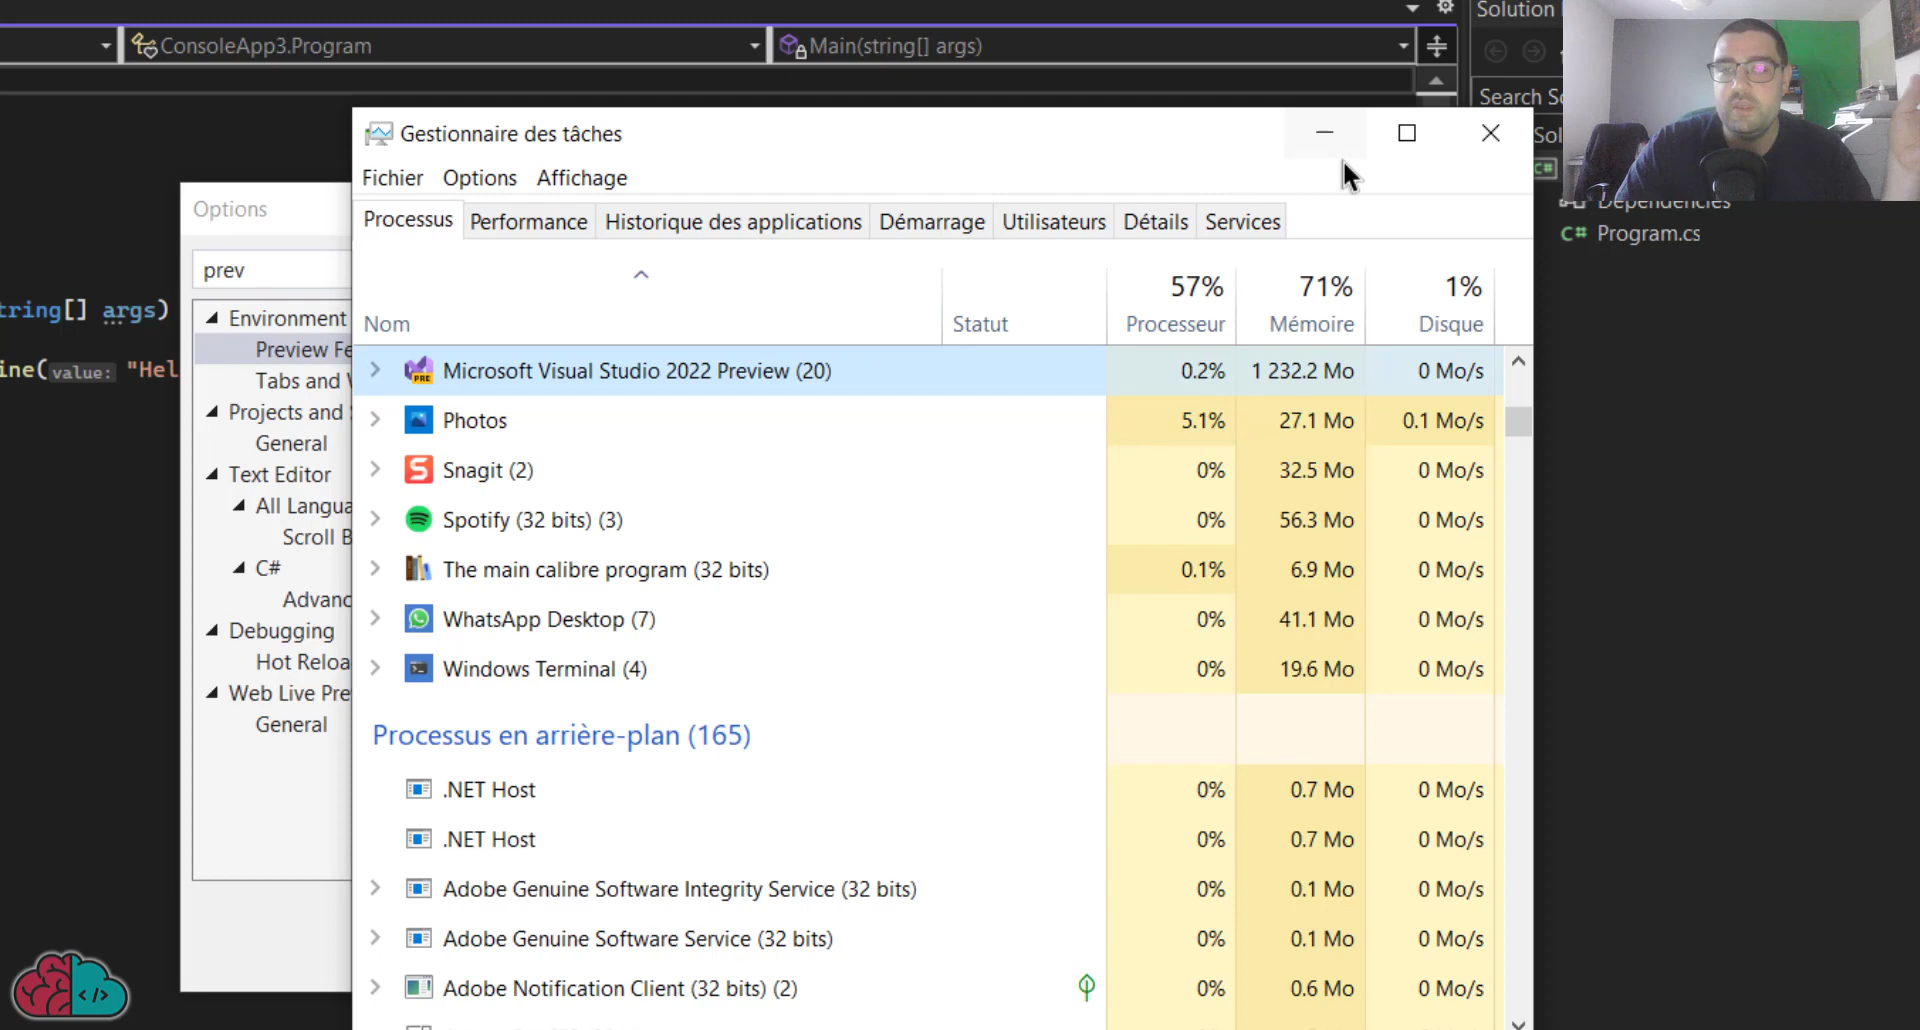 Solution
ConsoleApp3.Program
Main(string[] args)
Search So
Sol
Dependencies
C# Program.cs
tring[] args)
ine(value: "Hel
Options
prev
Environment
Preview Fe
Tabs and W
Projects and S
General
Text Editor
All Langua
Scroll B
C#
Advanc
Debugging
Hot Reloa
Web Live Pre
General
Gestionnaire des tâches
Fichier Options Affichage
Processus Performance Historique des applications Démarrage Utilisateurs Détails Services
57% 71% 1%
Nom Statut Processeur Mémoire Disque
PRE Microsoft Visual Studio 2022 Preview (20) 0.2% 1 232.2 Mo 0 Mo/s
Photos 5.1% 27.1 Mo 0.1 Mo/s
S Snagit (2) 0% 32.5 Mo 0 Mo/s
Spotify (32 bits) (3) 0% 56.3 Mo 0 Mo/s
The main calibre program (32 bits) 0.1% 6.9 Mo 0 Mo/s
WhatsApp Desktop (7) 0% 41.1 Mo 0 Mo/s
Windows Terminal (4) 0% 19.6 Mo 0 Mo/s
Processus en arrière-plan (165)
.NET Host 0% 0.7 Mo 0 Mo/s
.NET Host 0% 0.7 Mo 0 Mo/s
Adobe Genuine Software Integrity Service (32 bits) 0% 0.1 Mo 0 Mo/s
Adobe Genuine Software Service (32 bits) 0% 0.1 Mo 0 Mo/s
Adobe Notification Client (32 bits) (2) 0% 0.6 Mo 0 Mo/s
</>